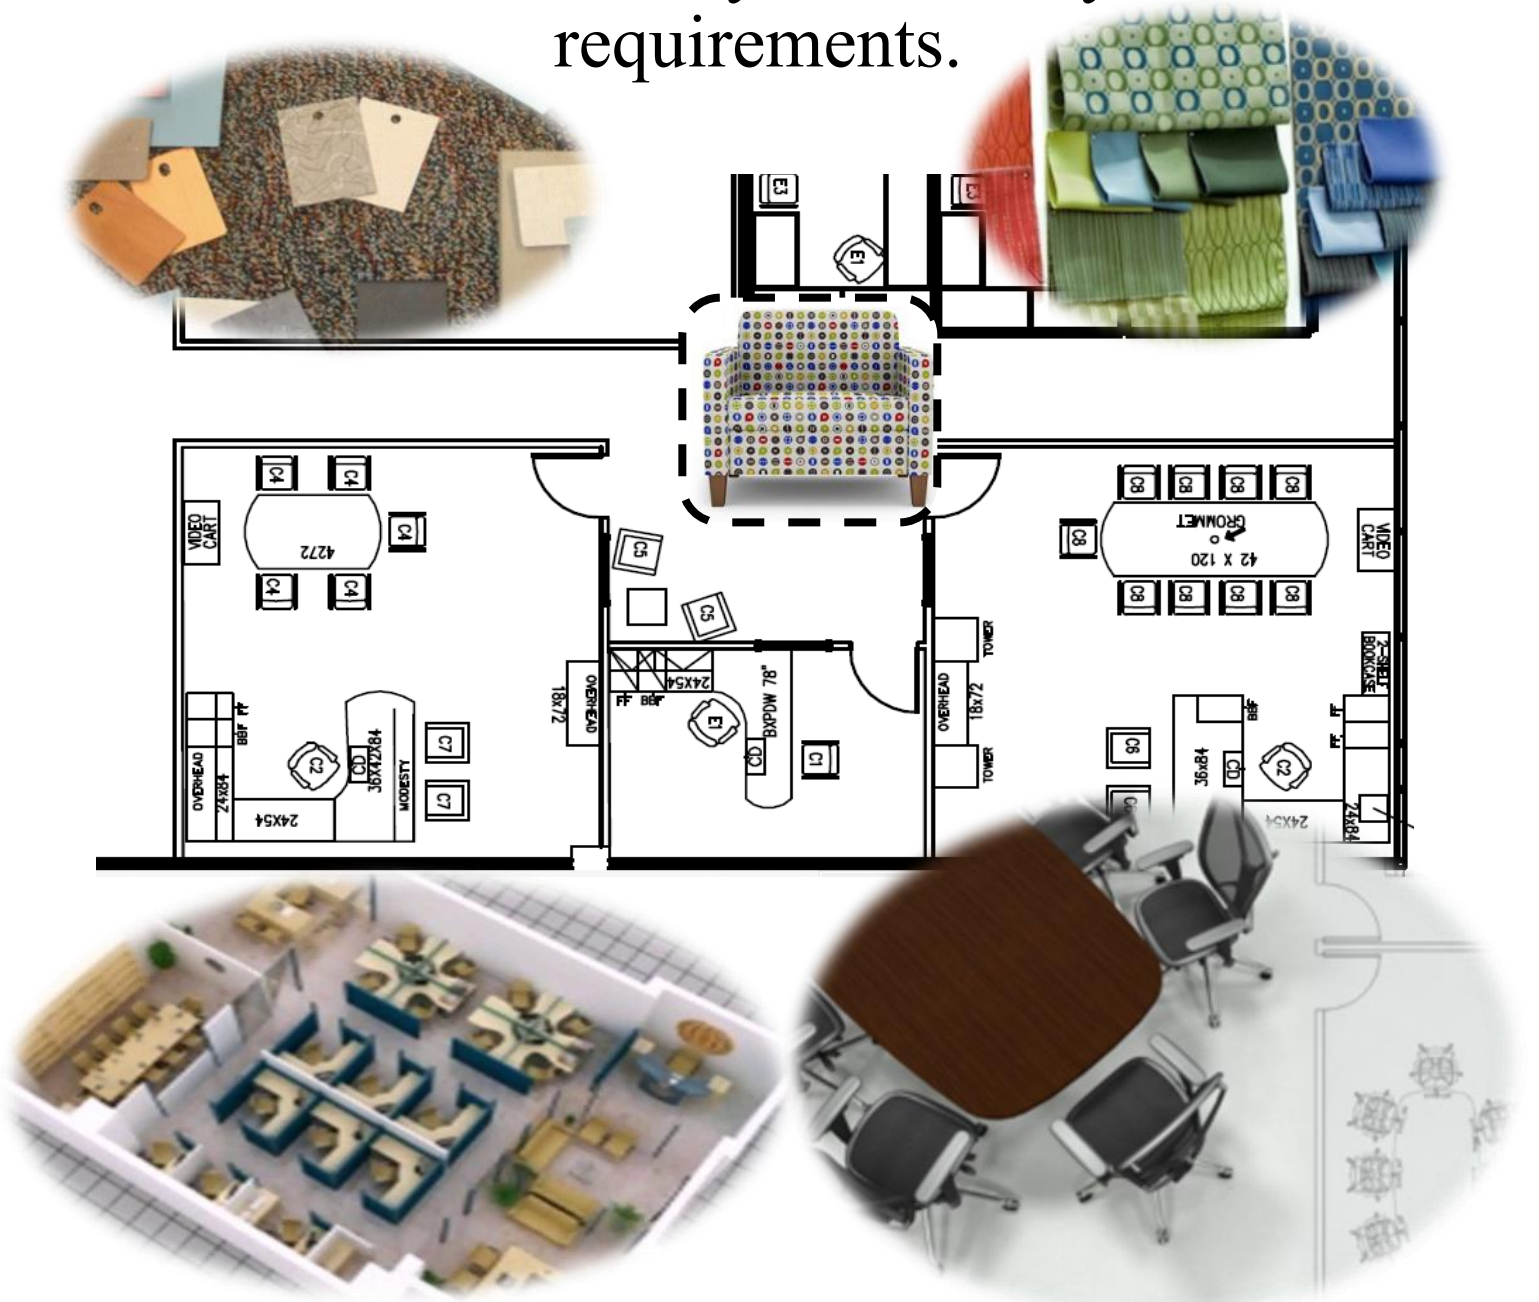 requirements.
E3
E3
E1
C4
C4
C4
C4
C4
VIDEO
CART
4272
C5
C5
C8
C8
C8
C8
C8
GROMMET
42 X 120
C8
C8
C8
C8
VIDEO
CART
TOWER
2-SHELF
BOOKCASE
OVERHEAD
18x72
OVERHEAD
18x72
TOWER
24X54
FF
BBF
BXPDW 78"
E1
CD
C1
FF
BBF
OVERHEAD
24x84
C2
CD
36X42X84
MODESTY
C7
C7
24X54
C6
36x84
BBF
CD
C2
FF
FF
24X54
24x84